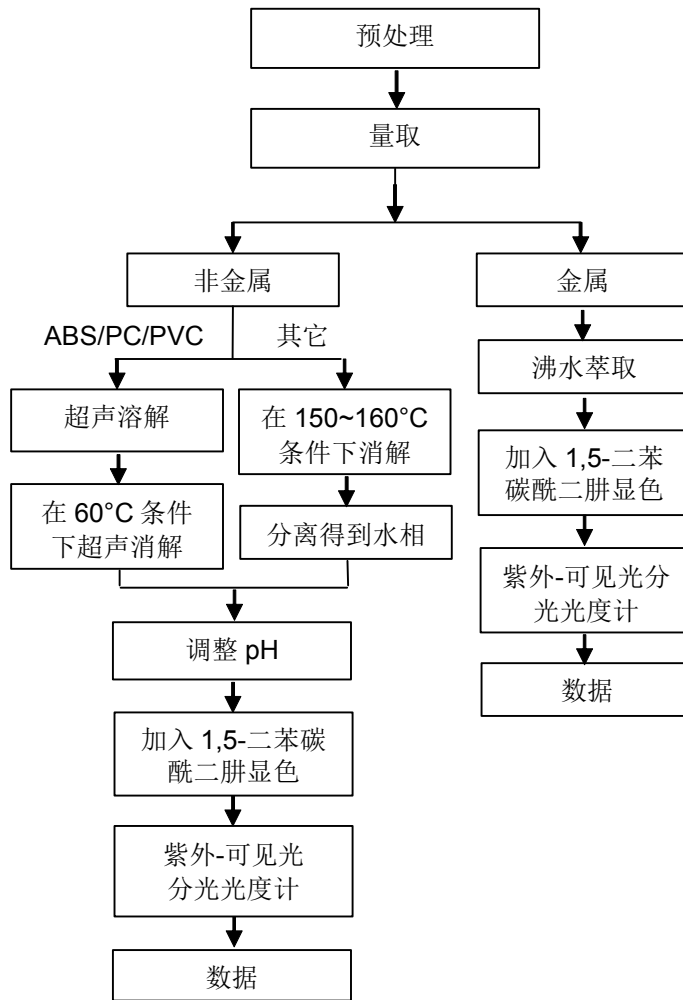 预处理
量取
非金属
金属
ABS/PC/PVC
其它
超声溶解
在 60°C 条件
下超声消解
在 150~160°C
条件下消解
分离得到水相
调整 pH
加入 1,5-二苯碳
酰二肼显色
紫外-可见光
分光光度计
数据
沸水萃取
加入 1,5-二苯
碳酰二肼显色
紫外-可见光分
光光度计
数据